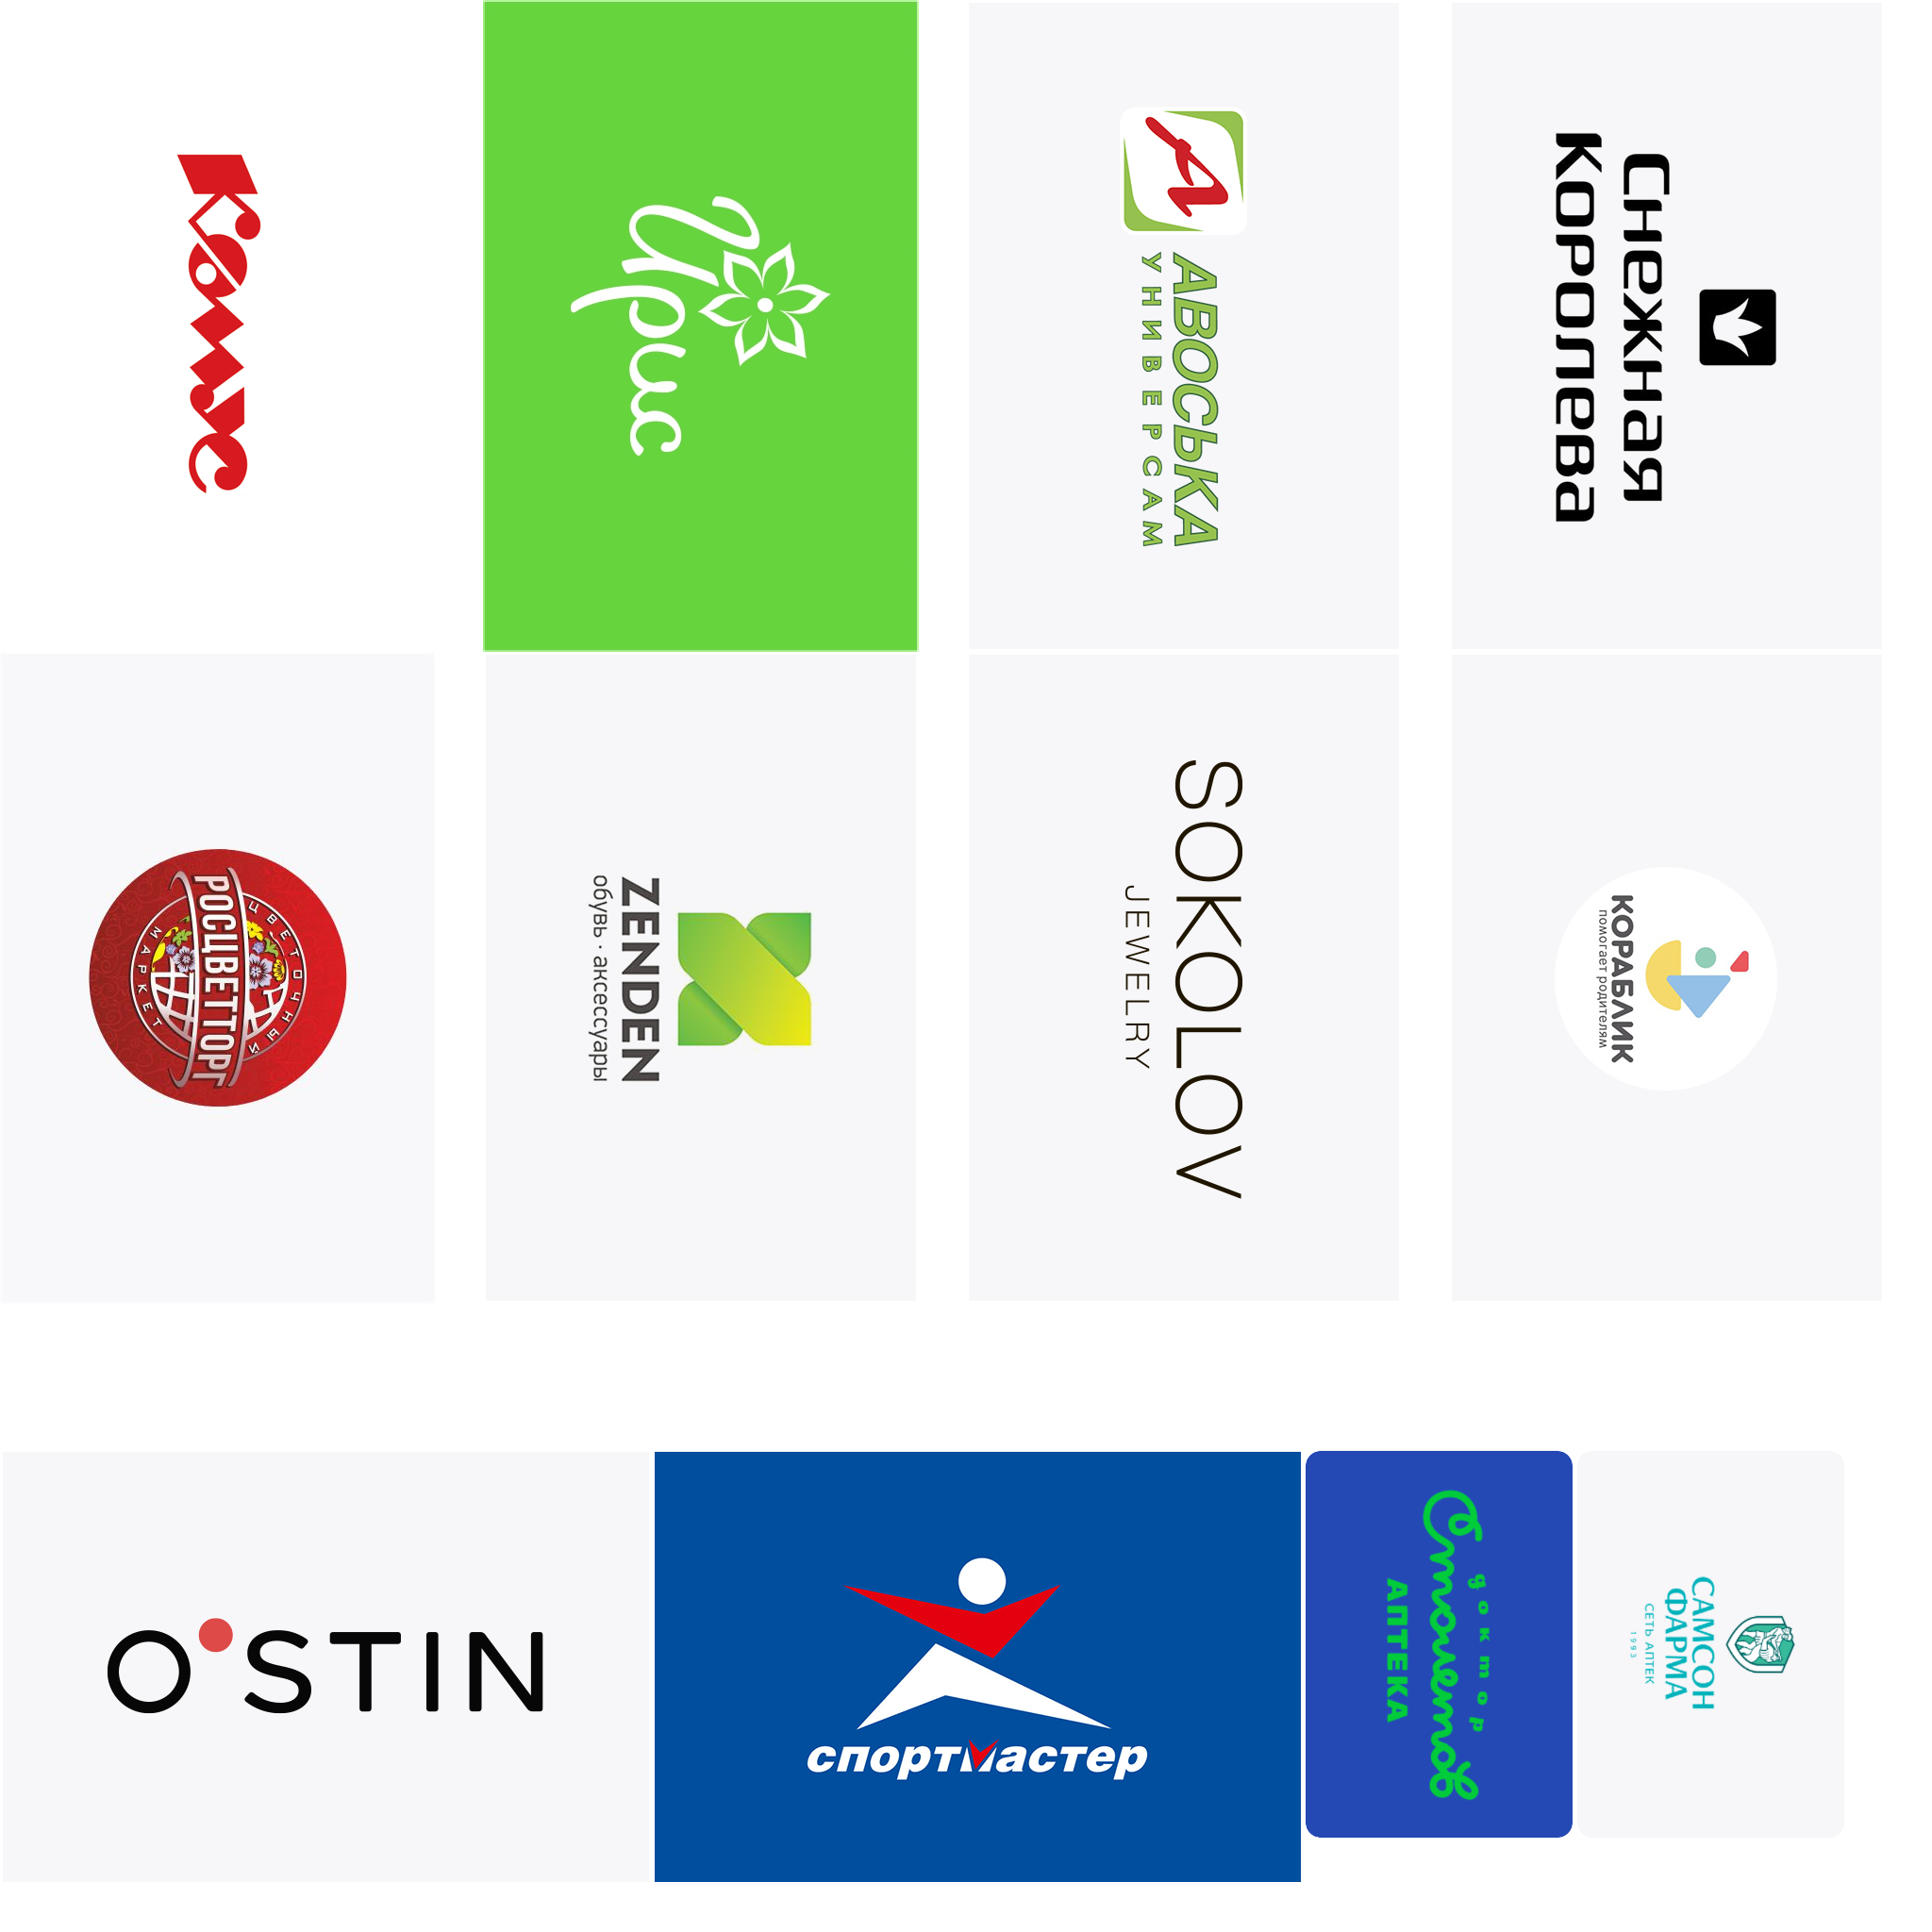 Комус
Ирис
АВОСЬКА
УНИВЕРСАМ
Снежная
Королева
ЦВЕТОЧНЫЙ
РОСЦВЕТТОРГ
МАРКЕТ
ZENDEN
обувь · аксессуары
SOKOLOV
JEWELRY
КОРАБЛИК
помогает родителям
O'STIN
спортмастер
доктор
Столетов
АПТЕКА
САМСОН
ФАРМА
СЕТЬ АПТЕК
1993